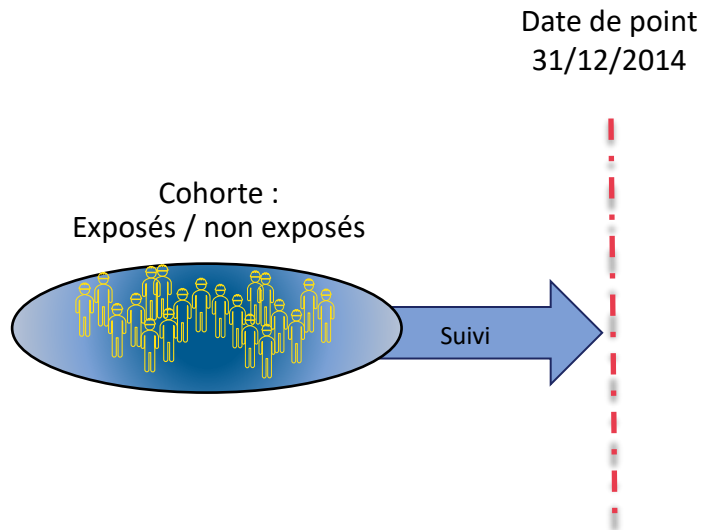 Date de point
31/12/2014
Cohorte :
Exposés / non exposés
Suivi